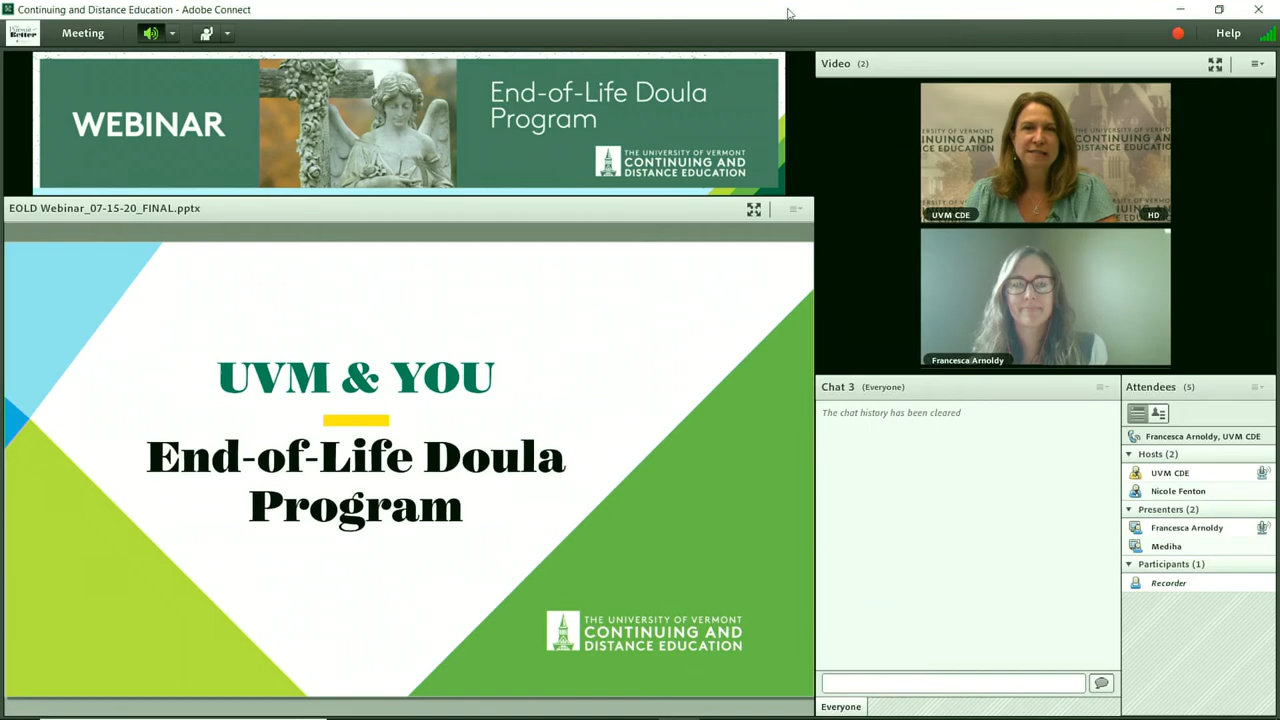 Continuing and Distance Education - Adobe Connect
Meeting
Help
WEBINAR
End-of-Life Doula
Program
THE UNIVERSITY OF VERMONT
CONTINUING AND
DISTANCE EDUCATION
EOLD Webinar_07-15-20_FINAL.pptx
UVM & YOU
End-of-Life Doula
Program
THE UNIVERSITY OF VERMONT
CONTINUING AND
DISTANCE EDUCATION
Video (2)
UVM CDE
HD
Francesca Arnoldy
Chat 3 (Everyone)
The chat history has been cleared
Everyone
Attendees (5)
Francesca Arnoldy, UVM CDE
Hosts (2)
UVM CDE
Nicole Fenton
Presenters (2)
Francesca Arnoldy
Mediha
Participants (1)
Recorder